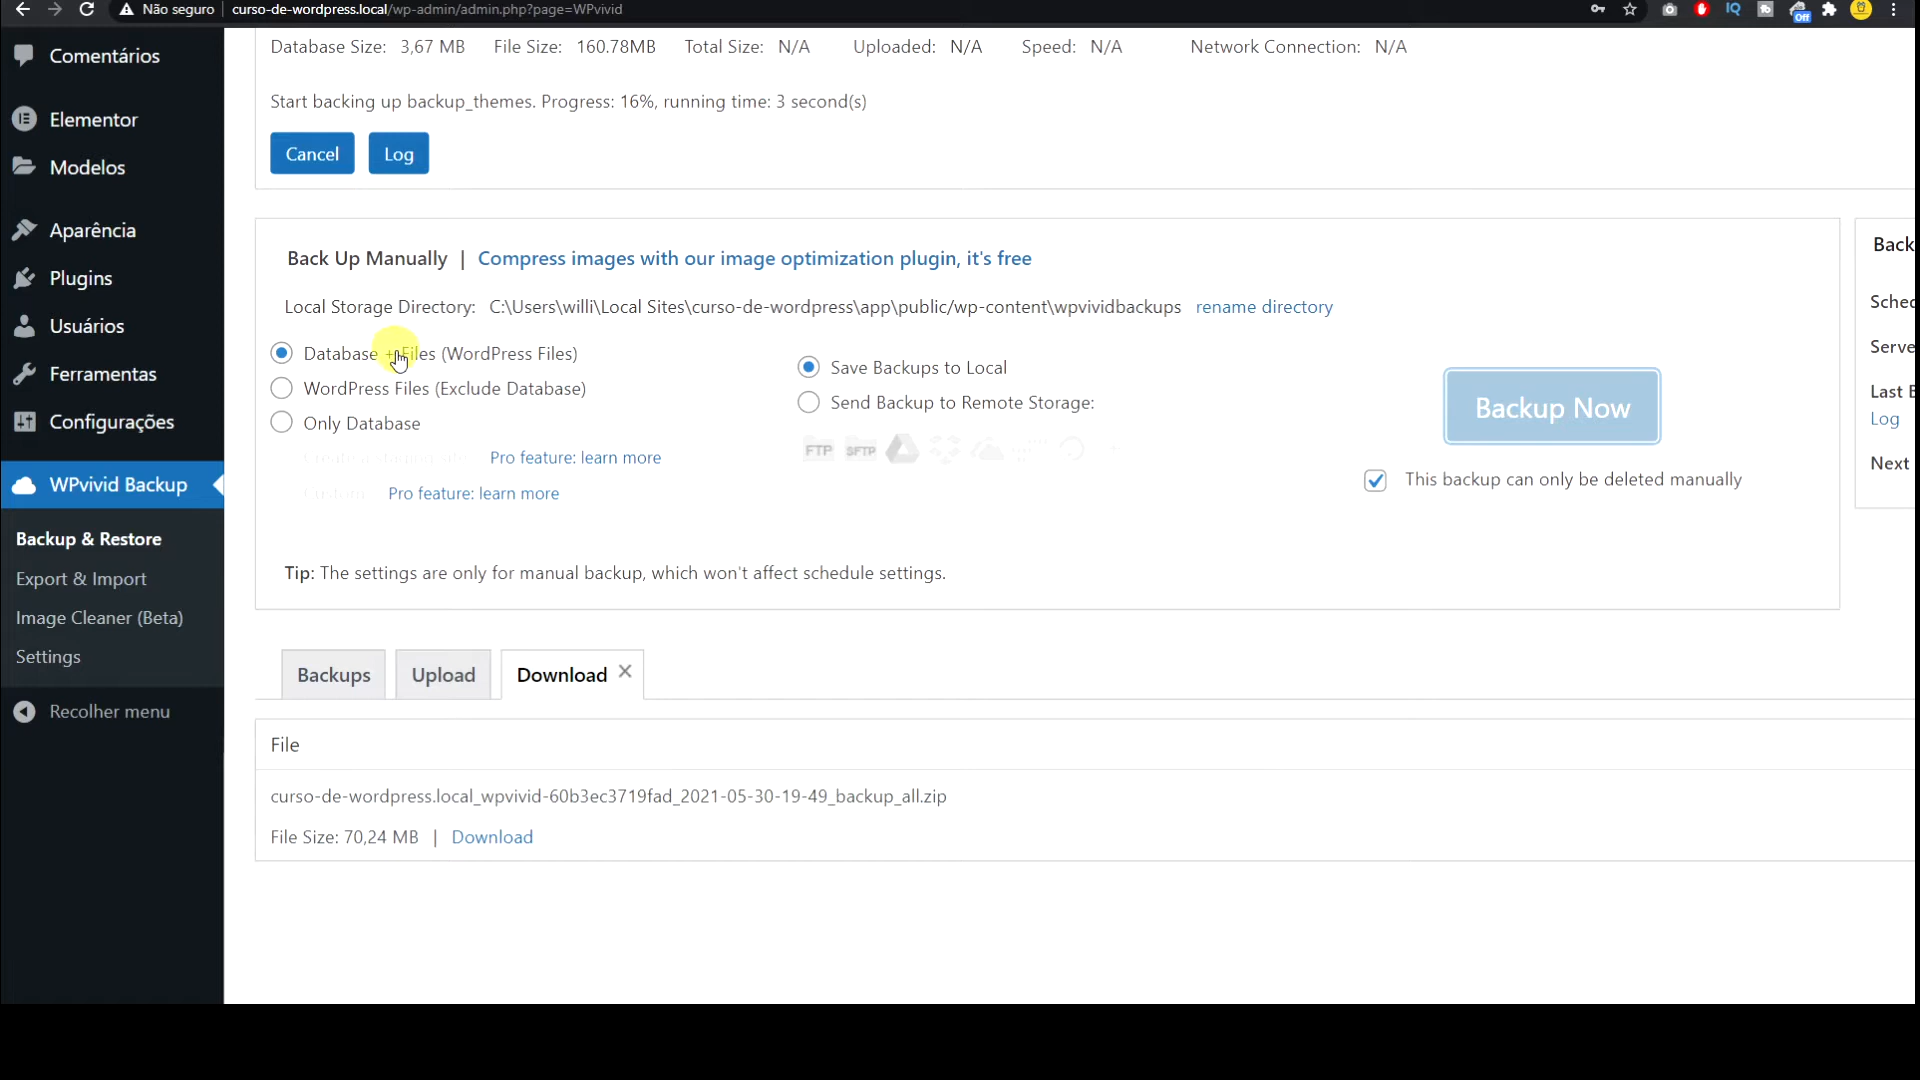 Não seguro | curso-de-wordpress.local/wp-admin/admin.php?page=WPvivid
IQ
Off
Comentários
Elementor
Modelos
Aparência
Plugins
Usuários
Ferramentas
Configurações
WPvivid Backup
Backup & Restore
Export & Import
Image Cleaner (Beta)
Settings
Recolher menu
Database Size: 3,67 MB File Size: 160.78MB Total Size: N/A Uploaded: N/A Speed: N/A Network Connection: N/A
Start backing up backup_themes. Progress: 16%, running time: 3 second(s)
Cancel Log
Back Up Manually | Compress images with our image optimization plugin, it's free
Local Storage Directory: C:\Users\willi\Local Sites\curso-de-wordpress\app\public/wp-content\wpvividbackups rename directory
Database + Files (WordPress Files)
WordPress Files (Exclude Database)
Only Database
Pro feature: learn more
Custom Pro feature: learn more
Save Backups to Local
Send Backup to Remote Storage:
FTP SFTP
Backup Now
This backup can only be deleted manually
Tip: The settings are only for manual backup, which won't affect schedule settings.
Back
Sched
Serve
Last B
Log
Next
Backups Upload Download ×
File
curso-de-wordpress.local_wpvivid-60b3ec3719fad_2021-05-30-19-49_backup_all.zip
File Size: 70,24 MB | Download